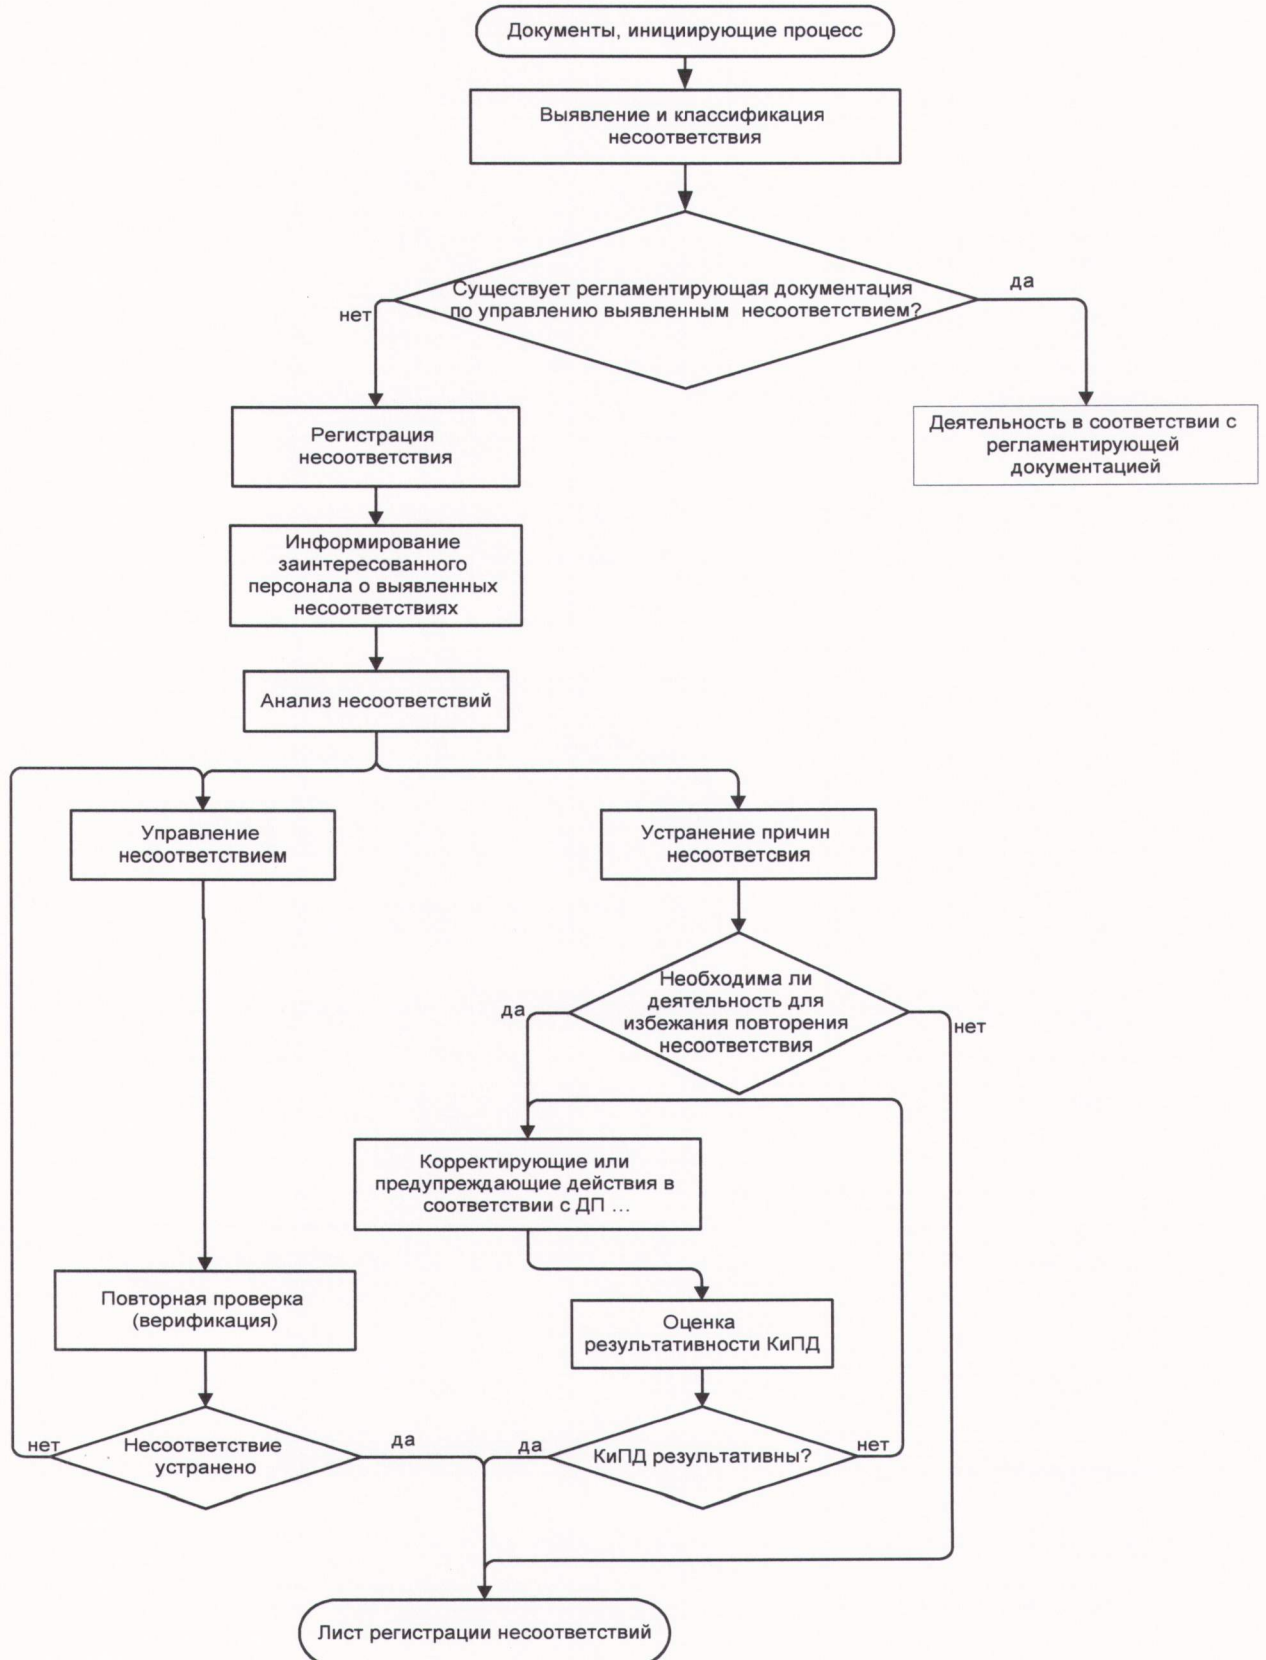 Документы, инициирующие процесс
Выявление и классификация
несоответствия
Существует регламентирующая документация
по управлению выявленным несоответствием?
да
нет
Регистрация
несоответствия
Деятельность в соответствии с
регламентирующей
документацией
Информирование
заинтересованного
персонала о выявленных
несоответствиях
Анализ несоответствий
Управление
несоответствием
Устранение причин
несоответсвия
Необходима ли
деятельность для
избежания повторения
несоответствия
да
нет
Корректирующие или
предупреждающие действия в
соответствии с ДП ...
Повторная проверка
(верификация)
Оценка
результативности КиПД
Несоответствие
устранено
нет
да
КиПД результативны?
да
нет
Лист регистрации несоответствий